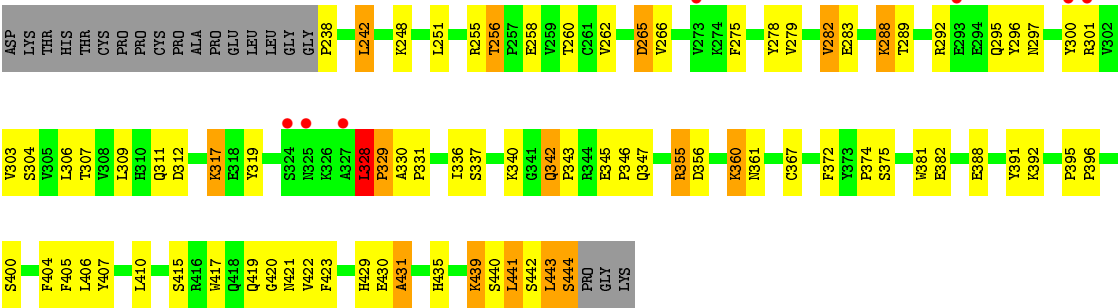 ASP LYS THR HIS THR CYS PRO PRO CYS PRO ALA PRO GLU LEU LEU GLY GLY P238 L242 K248 L251 R255 T256 P257 E258 V259 T260 C261 V262 D265 V266 V273 K274 F275 Y278 V279 V282 E283 K288 T289 R292 E293 E294 Q295 Y296 N297 Y300 R301 V302
V303 S304 V305 L306 T307 V308 L309 H310 Q311 D312 K317 E318 Y319 S324 N325 K326 A327 L328 P329 A330 P331 I336 S337 K340 G341 Q342 P343 R344 E345 P346 Q347 R355 D356 K360 N361 C367 F372 Y373 P374 S375 W381 E382 E388 Y391 K392 P395 P396
S400 F404 F405 L406 Y407 L410 S415 R416 W417 Q418 Q419 G420 N421 V422 F423 H429 E430 A431 H435 K439 S440 L441 S442 L443 S444 PRO GLY LYS